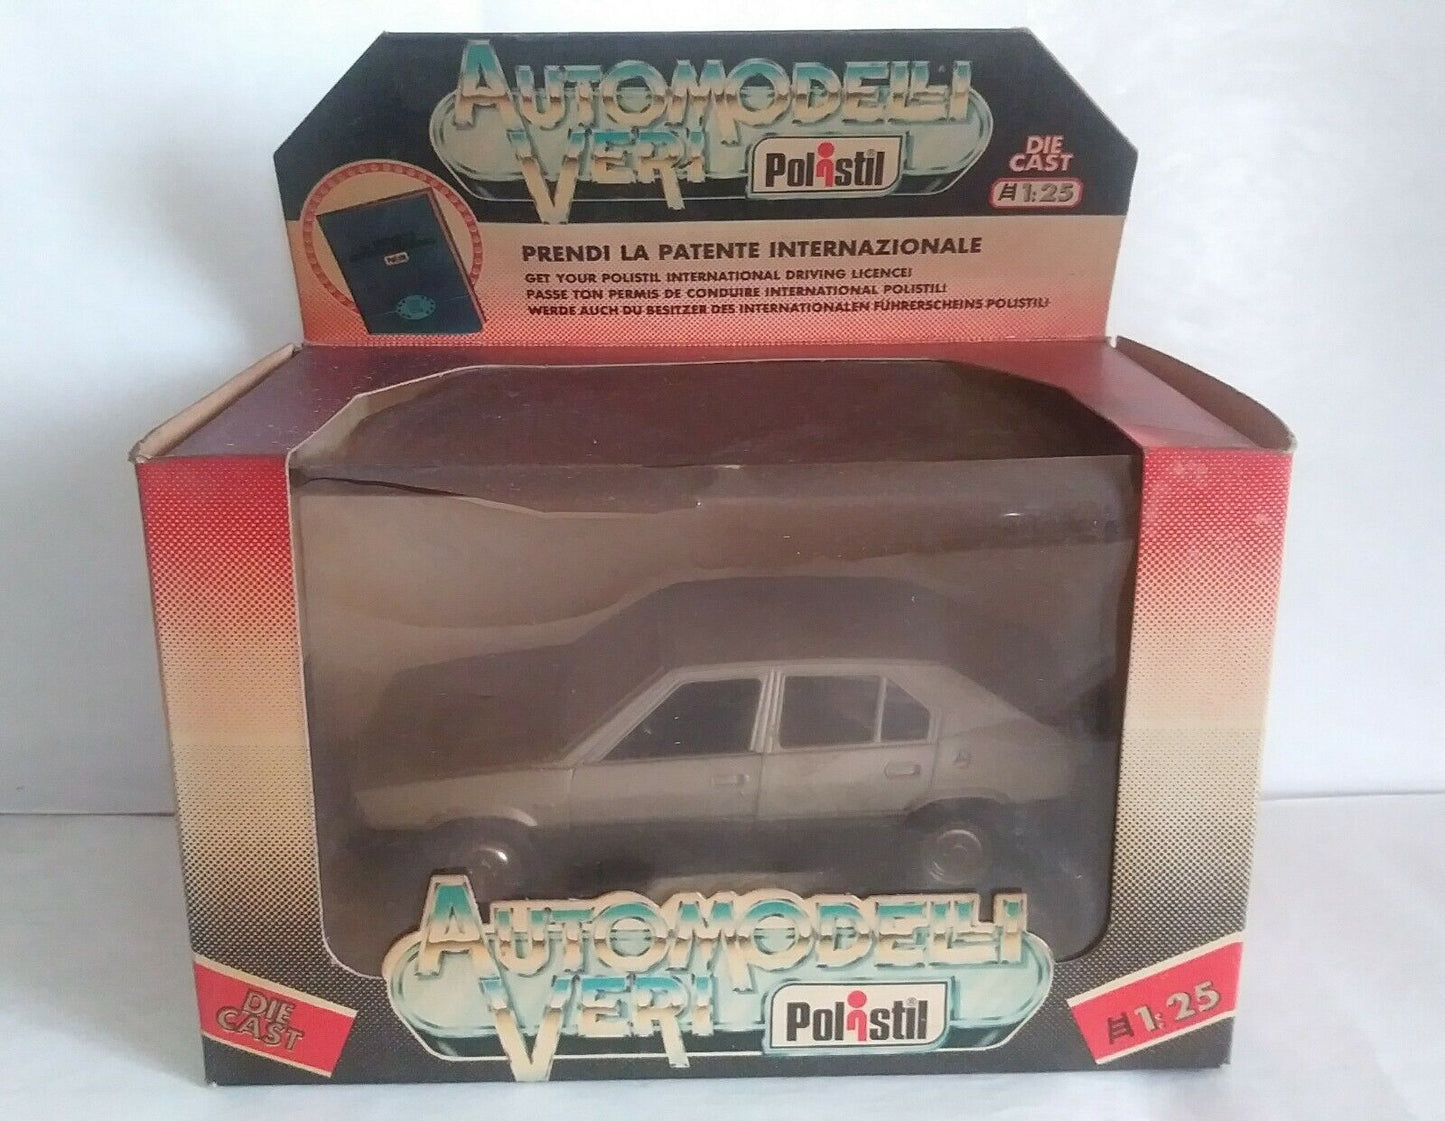 AUTOMODELLI
VERI
Polistil®
DIE
CAST
1:25
PRENDI LA PATENTE INTERNAZIONALE
GET YOUR POLISTIL INTERNATIONAL DRIVING LICENCE!
PASSE TON PERMIS DE CONDUIRE INTERNATIONAL POLISTIL!
WERDE AUCH DU BESITZER DES INTERNATIONALEN FÜHRERSCHEINS POLISTIL!
AUTOMODELLI
VERI
Polistil®
DIE
CAST
1:25